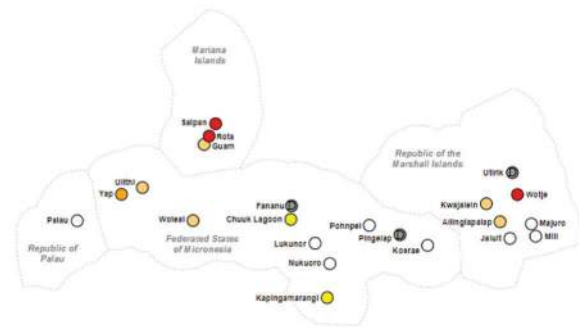 Mariana
Islands
Saipan
Rota
Guam
Republic of the
Marshall Islands
Utirik
Ulithi
Yap
Wotje
Kwajalein
Fananu
Palau
Woleai
Chuuk Lagoon
Ailinglapalap
Majuro
Pohnpei
Pingelap
Jaluit
Mili
Federated States
of Micronesia
Lukunor
Kosrae
Republic of
Palau
Nukuoro
Kapingamarangi